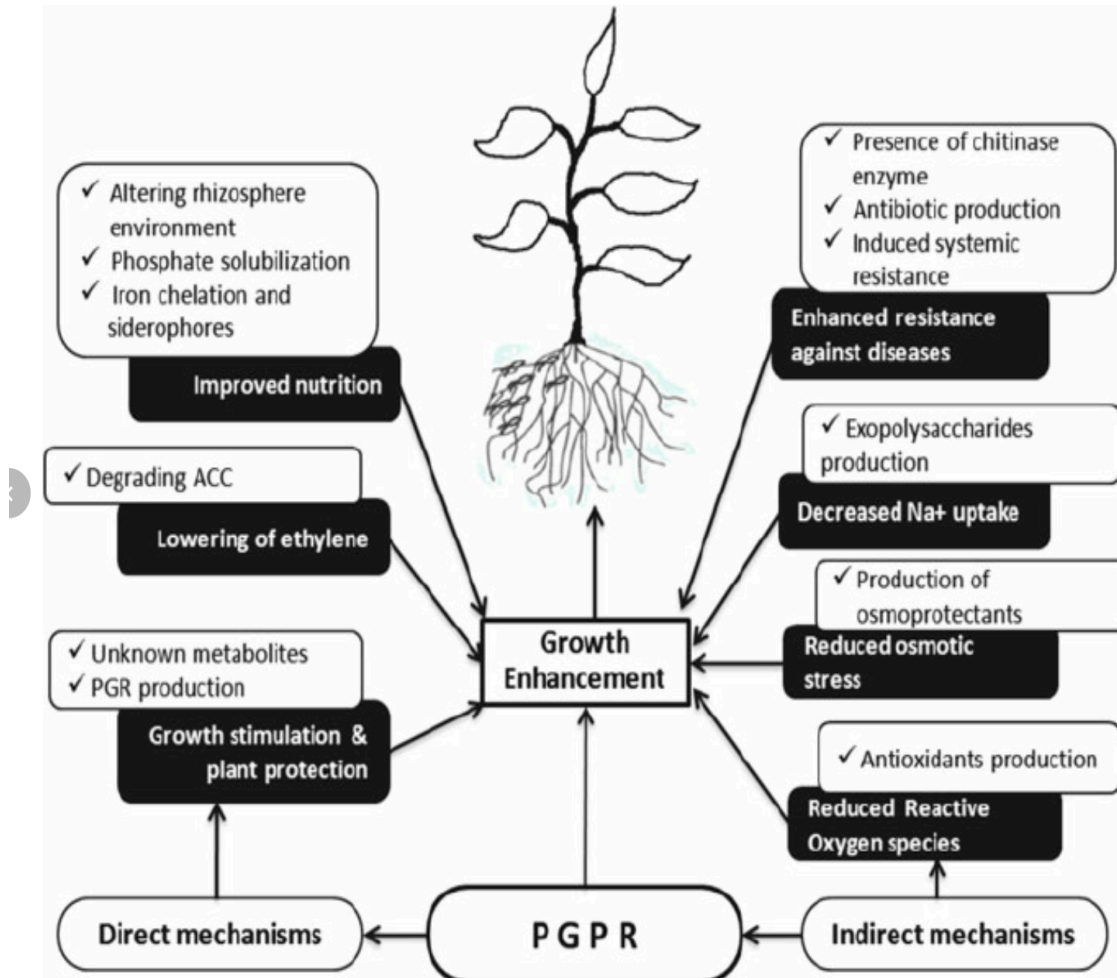 ✓ Altering rhizosphere
environment
✓ Phosphate solubilization
✓ Iron chelation and
siderophores
Improved nutrition
✓ Degrading ACC
Lowering of ethylene
✓ Unknown metabolites
✓ PGR production
Growth stimulation &
plant protection
Direct mechanisms
Growth
Enhancement
PGPR
✓ Presence of chitinase
enzyme
✓ Antibiotic production
✓ Induced systemic
resistance
Enhanced resistance
against diseases
✓ Exopolysaccharides
production
Decreased Na+ uptake
✓ Production of
osmoprotectants
Reduced osmotic
stress
✓ Antioxidants production
Reduced Reactive
Oxygen species
Indirect mechanisms